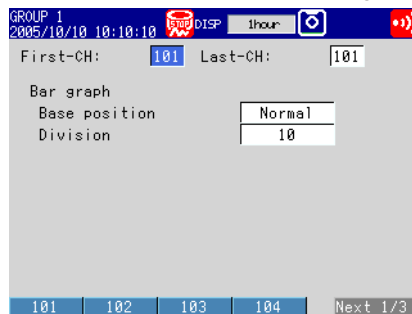 GROUP 1
2005/10/10 10:10:10 STOP DISP 1hour
First-CH: 101 Last-CH: 101
Bar graph
Base position Normal
Division 10
101 102 103 104 Next 1/3